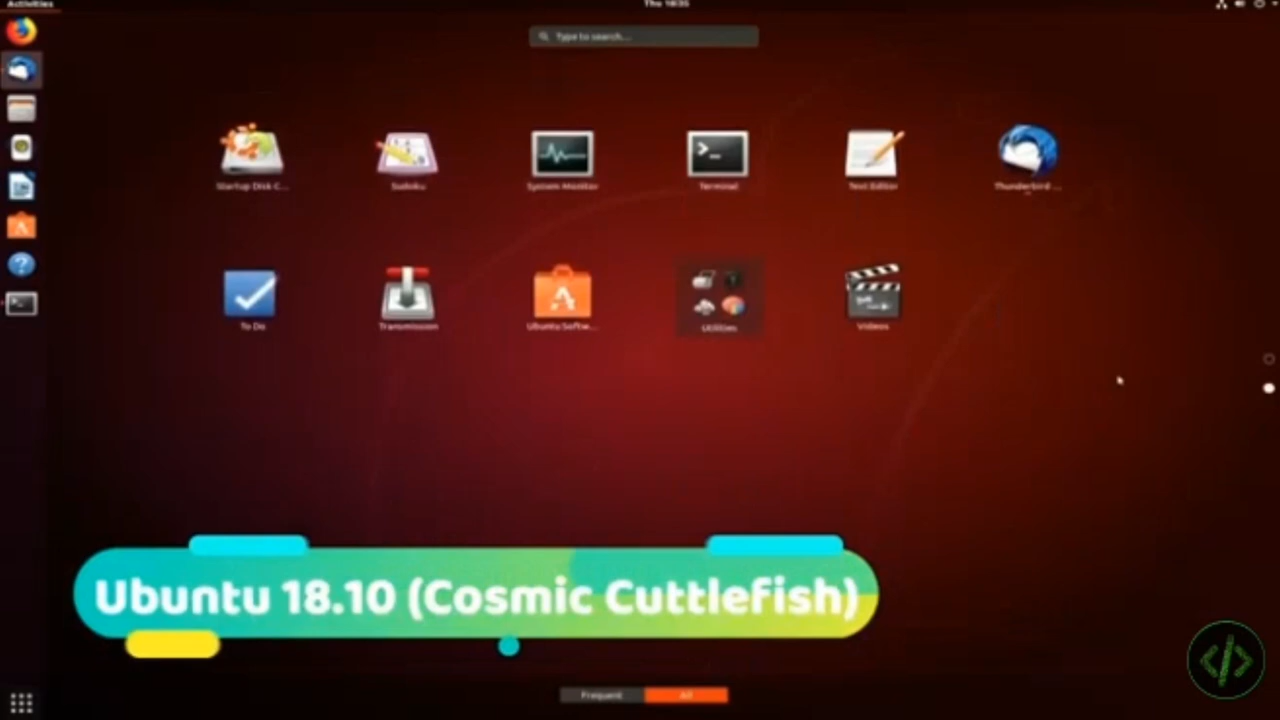 Activities
Thu 18:35
Type to search...
Startup Disk C...
Sudoku
System Monitor
Terminal
Text Editor
Thunderbird ...
To Do
Transmission
Ubuntu Softw...
Utilities
Videos
Ubuntu 18.10 (Cosmic Cuttlefish)
Frequent
All